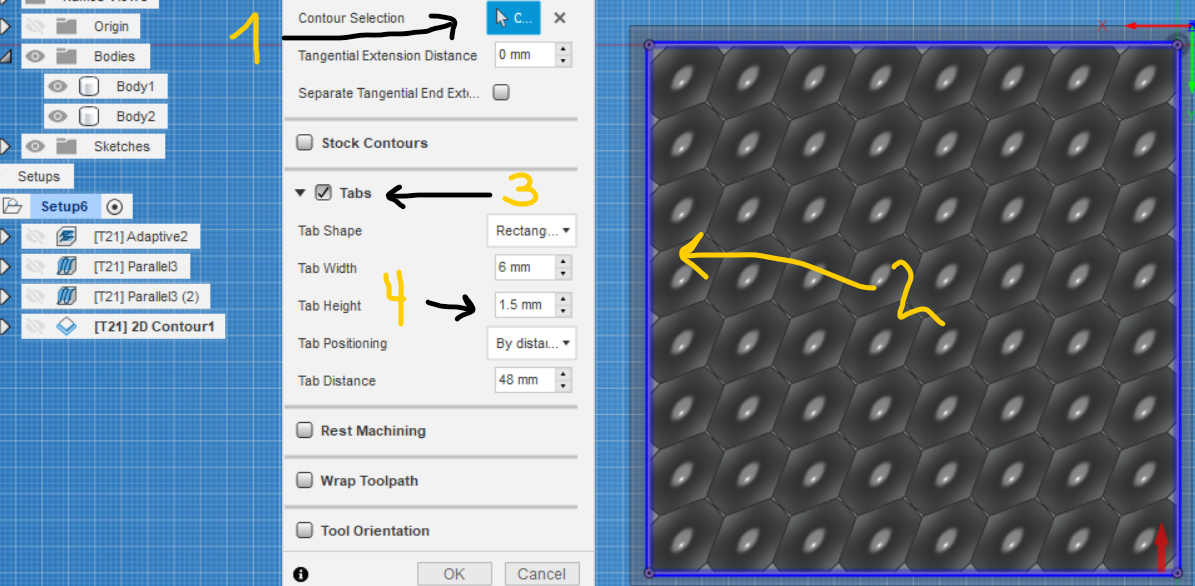 1
Contour Selection C...
Origin
Tangential Extension Distance 0 mm
Bodies
Body1
Separate Tangential End Exte...
Body2
Stock Contours
Sketches
Setups
Tabs
3
Setup6
[T21] Adaptive2
Tab Shape Rectang...
[T21] Parallel3
Tab Width 6 mm
2
[T21] Parallel3 (2)
4
Tab Height 1.5 mm
[T21] 2D Contour1
Tab Positioning By distan...
Tab Distance 48 mm
Rest Machining
Wrap Toolpath
Tool Orientation
OK Cancel
X